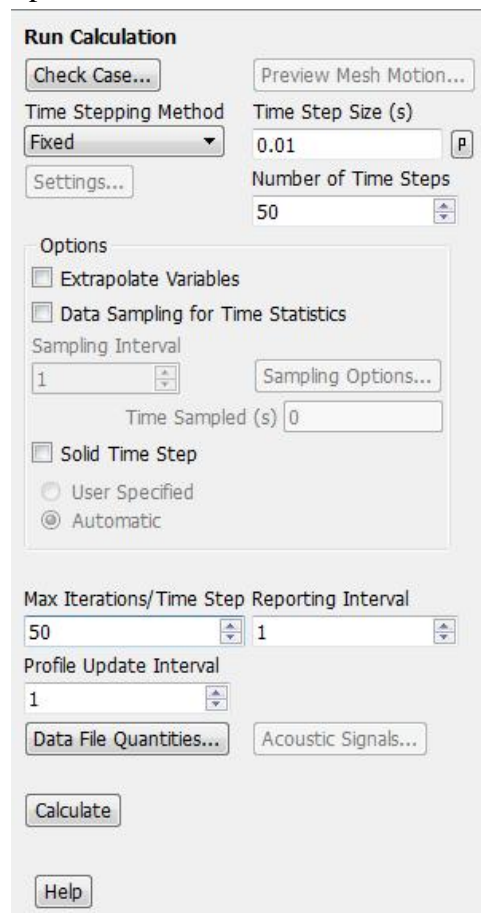 Run Calculation
Check Case... Preview Mesh Motion...
Time Stepping Method Time Step Size (s)
Fixed 0.01 P
Settings... Number of Time Steps
50
Options
Extrapolate Variables
Data Sampling for Time Statistics
Sampling Interval
1 Sampling Options...
Time Sampled (s) 0
Solid Time Step
User Specified
Automatic
Max Iterations/Time Step Reporting Interval
50 1
Profile Update Interval
1
Data File Quantities... Acoustic Signals...
Calculate
Help